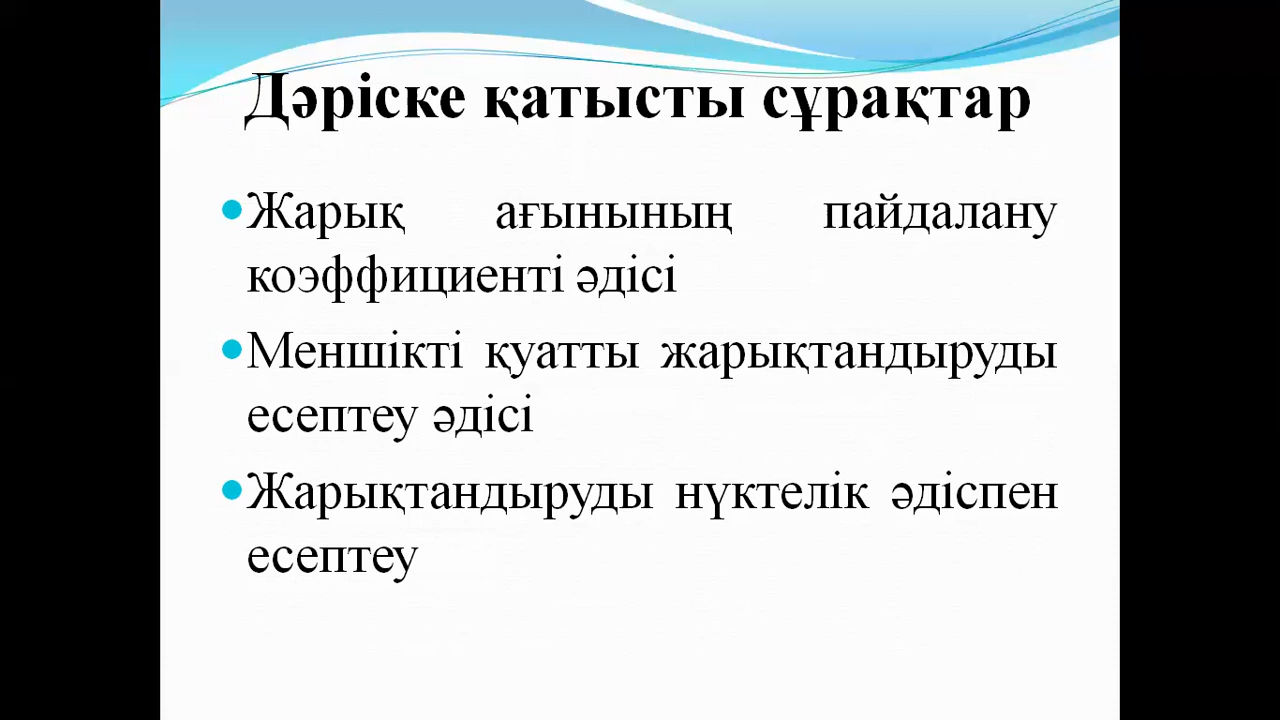 Дәріске қатысты сұрақтар
Жарық ағынының пайдалану
коэффициенті әдісі
Меншікті қуатты жарықтандыруды
есептеу әдісі
Жарықтандыруды нүктелік әдіспен
есептеу